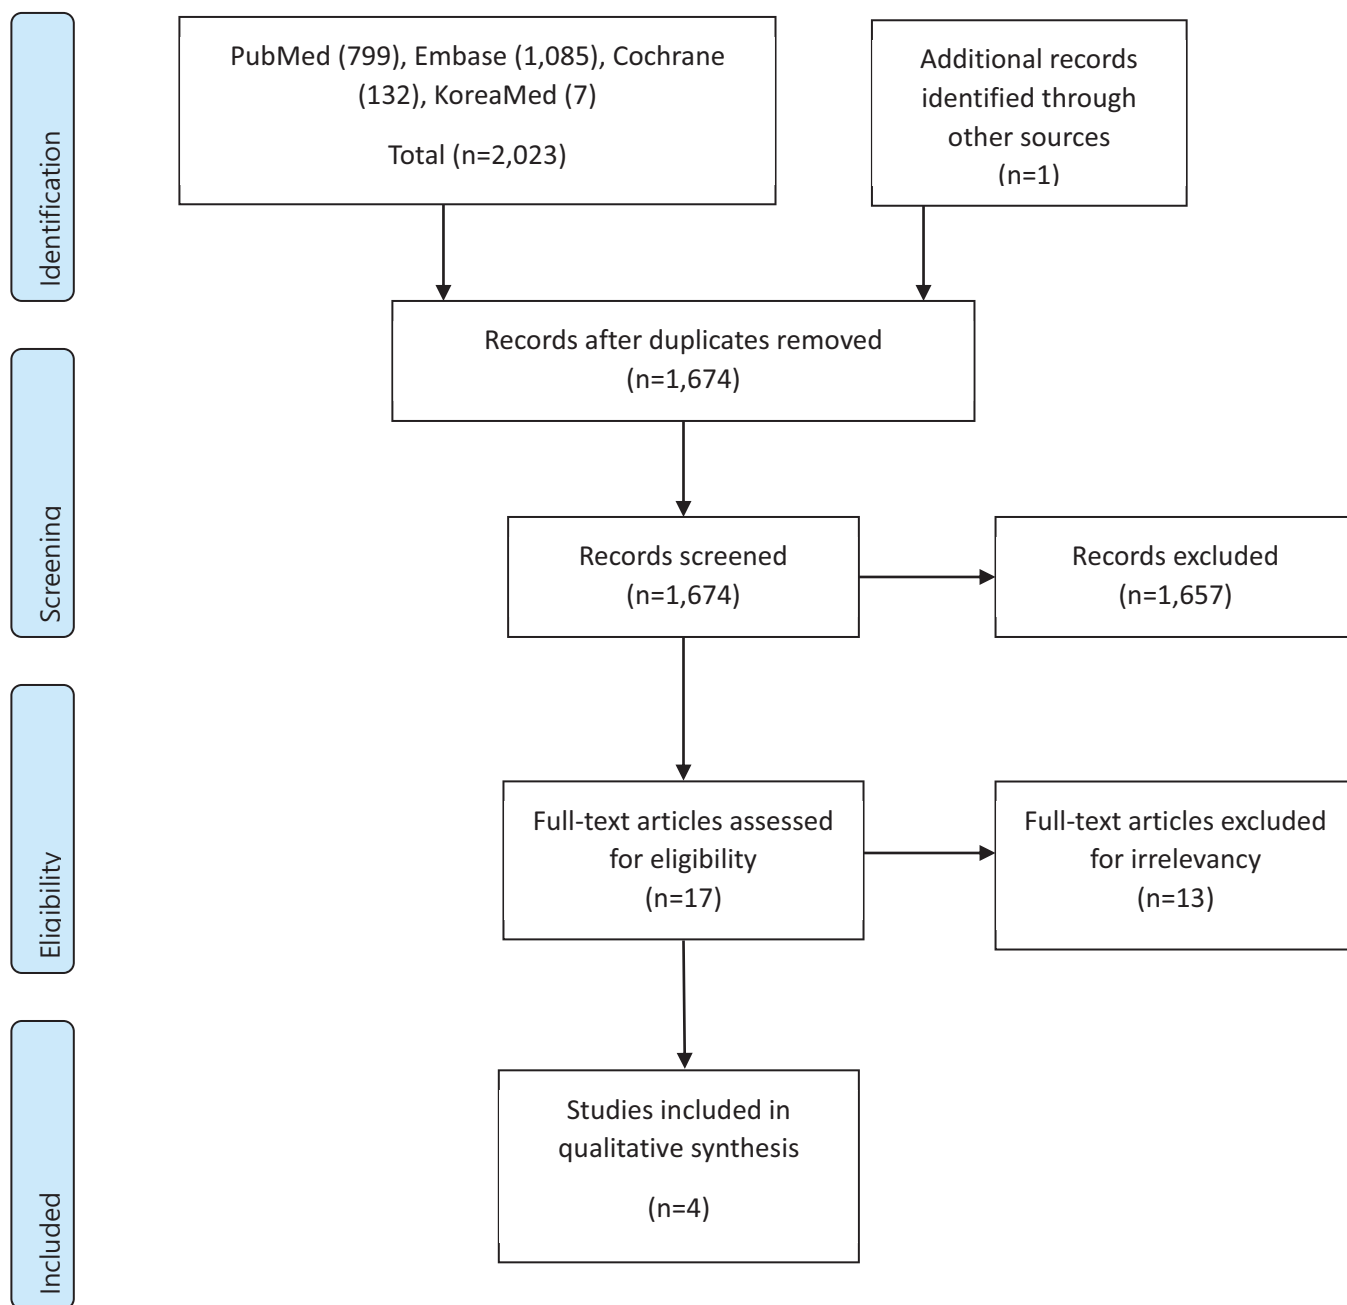 Identification
PubMed (799), Embase (1,085), Cochrane
(132), KoreaMed (7)
Total (n=2,023)
Additional records
identified through
other sources
(n=1)
Records after duplicates removed
(n=1,674)
Screening
Records screened
(n=1,674)
Records excluded
(n=1,657)
Eligibility
Full-text articles assessed
for eligibility
(n=17)
Full-text articles excluded
for irrelevancy
(n=13)
Included
Studies included in
qualitative synthesis
(n=4)